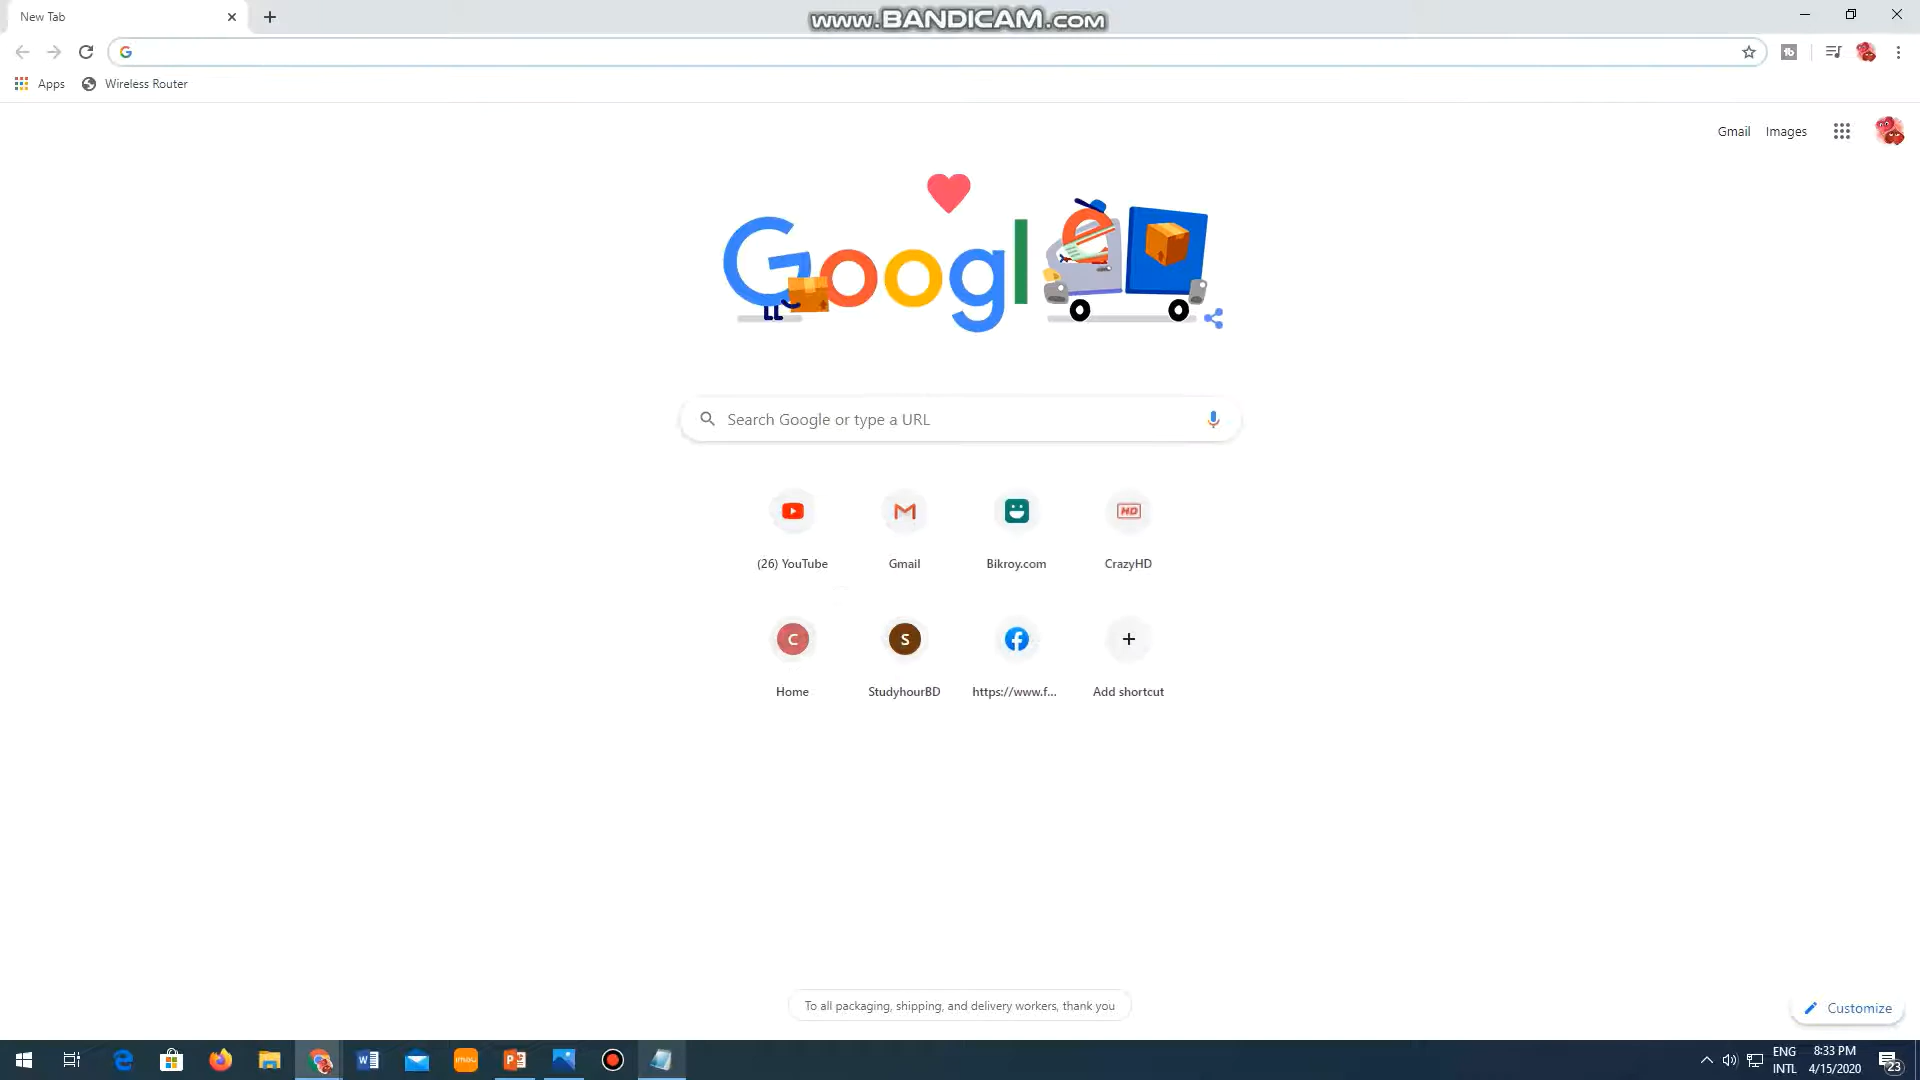 New Tab
www.BANDICAM.com
Apps
Wireless Router
Gmail
Images
Google
Search Google or type a URL
HD
(26) YouTube
Gmail
Bikroy.com
CrazyHD
C
S
Home
StudyhourBD
https://www.f...
Add shortcut
To all packaging, shipping, and delivery workers, thank you
Customize
imou
ENG
INTL
8:33 PM
4/15/2020
23